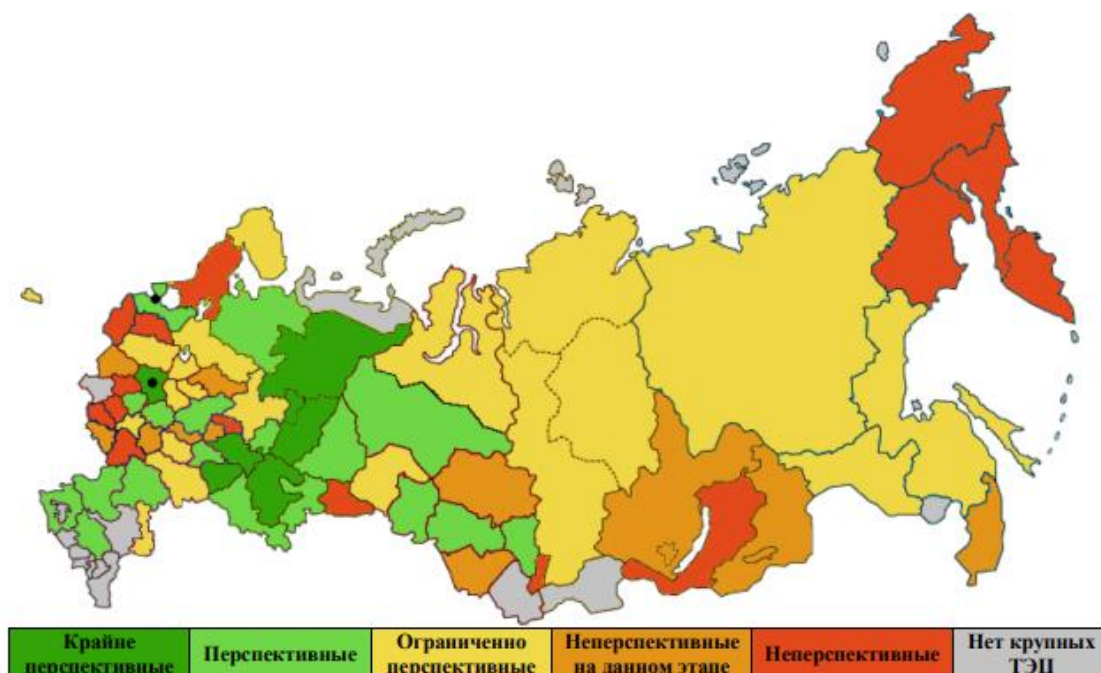 Крайне перспективные
Перспективные
Ограниченно перспективные
Неперспективные на данном этапе
Неперспективные
Нет крупных ТЭЦ